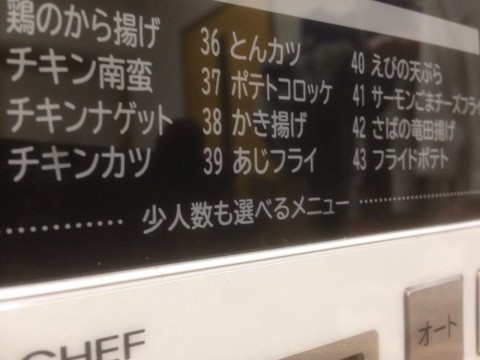 鶏のから揚げ
チキン南蛮
チキンナゲット
チキンカツ
36 とんカツ
37 ポテトコロッケ
38 かき揚げ
39 あじフライ
40 えびの天ぷら
41 サーモンごまチーズフライ
42 さばの竜田揚げ
43 フライドポテト
少人数も選べるメニュー
CHEF
オート